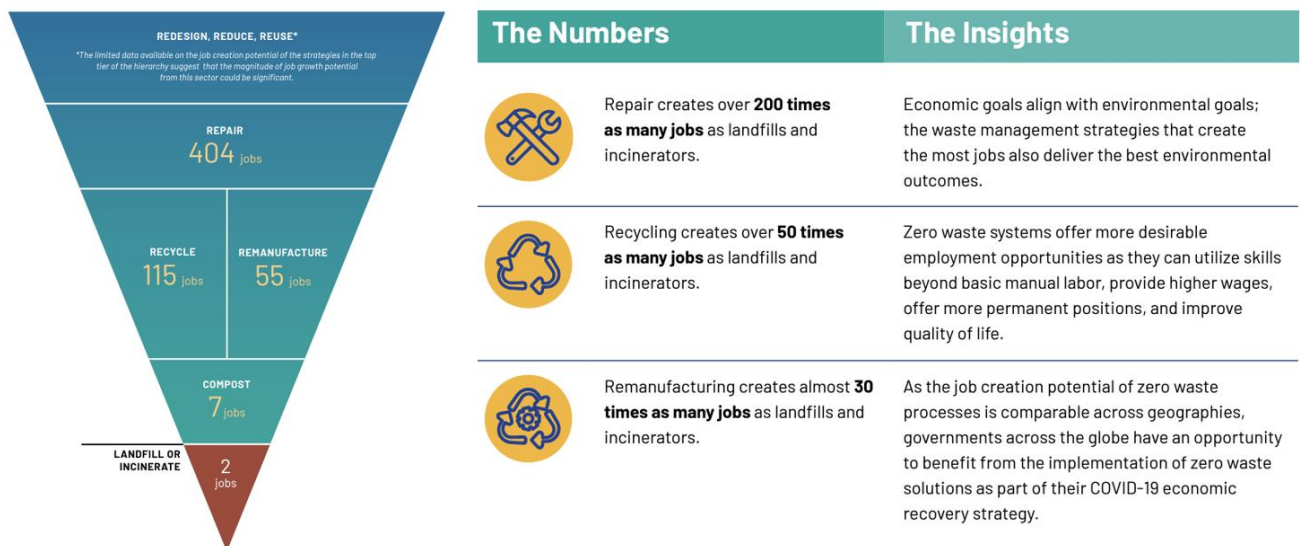 REDESIGN, REDUCE, REUSE*
*The limited data available on the job creation potential of the strategies in the top
tier of the hierarchy suggest that the magnitude of job growth potential
from this sector could be significant.
REPAIR
404 jobs
RECYCLE
115 jobs
REMANUFACTURE
55 jobs
COMPOST
7 jobs
LANDFILL OR
INCINERATE
2
jobs
The Numbers
The Insights
Repair creates over 200 times
as many jobs as landfills and
incinerators.
Economic goals align with environmental goals;
the waste management strategies that create
the most jobs also deliver the best environmental
outcomes.
Recycling creates over 50 times
as many jobs as landfills and
incinerators.
Zero waste systems offer more desirable
employment opportunities as they can utilize skills
beyond basic manual labor, provide higher wages,
offer more permanent positions, and improve
quality of life.
Remanufacturing creates almost 30
times as many jobs as landfills and
incinerators.
As the job creation potential of zero waste
processes is comparable across geographies,
governments across the globe have an opportunity
to benefit from the implementation of zero waste
solutions as part of their COVID-19 economic
recovery strategy.